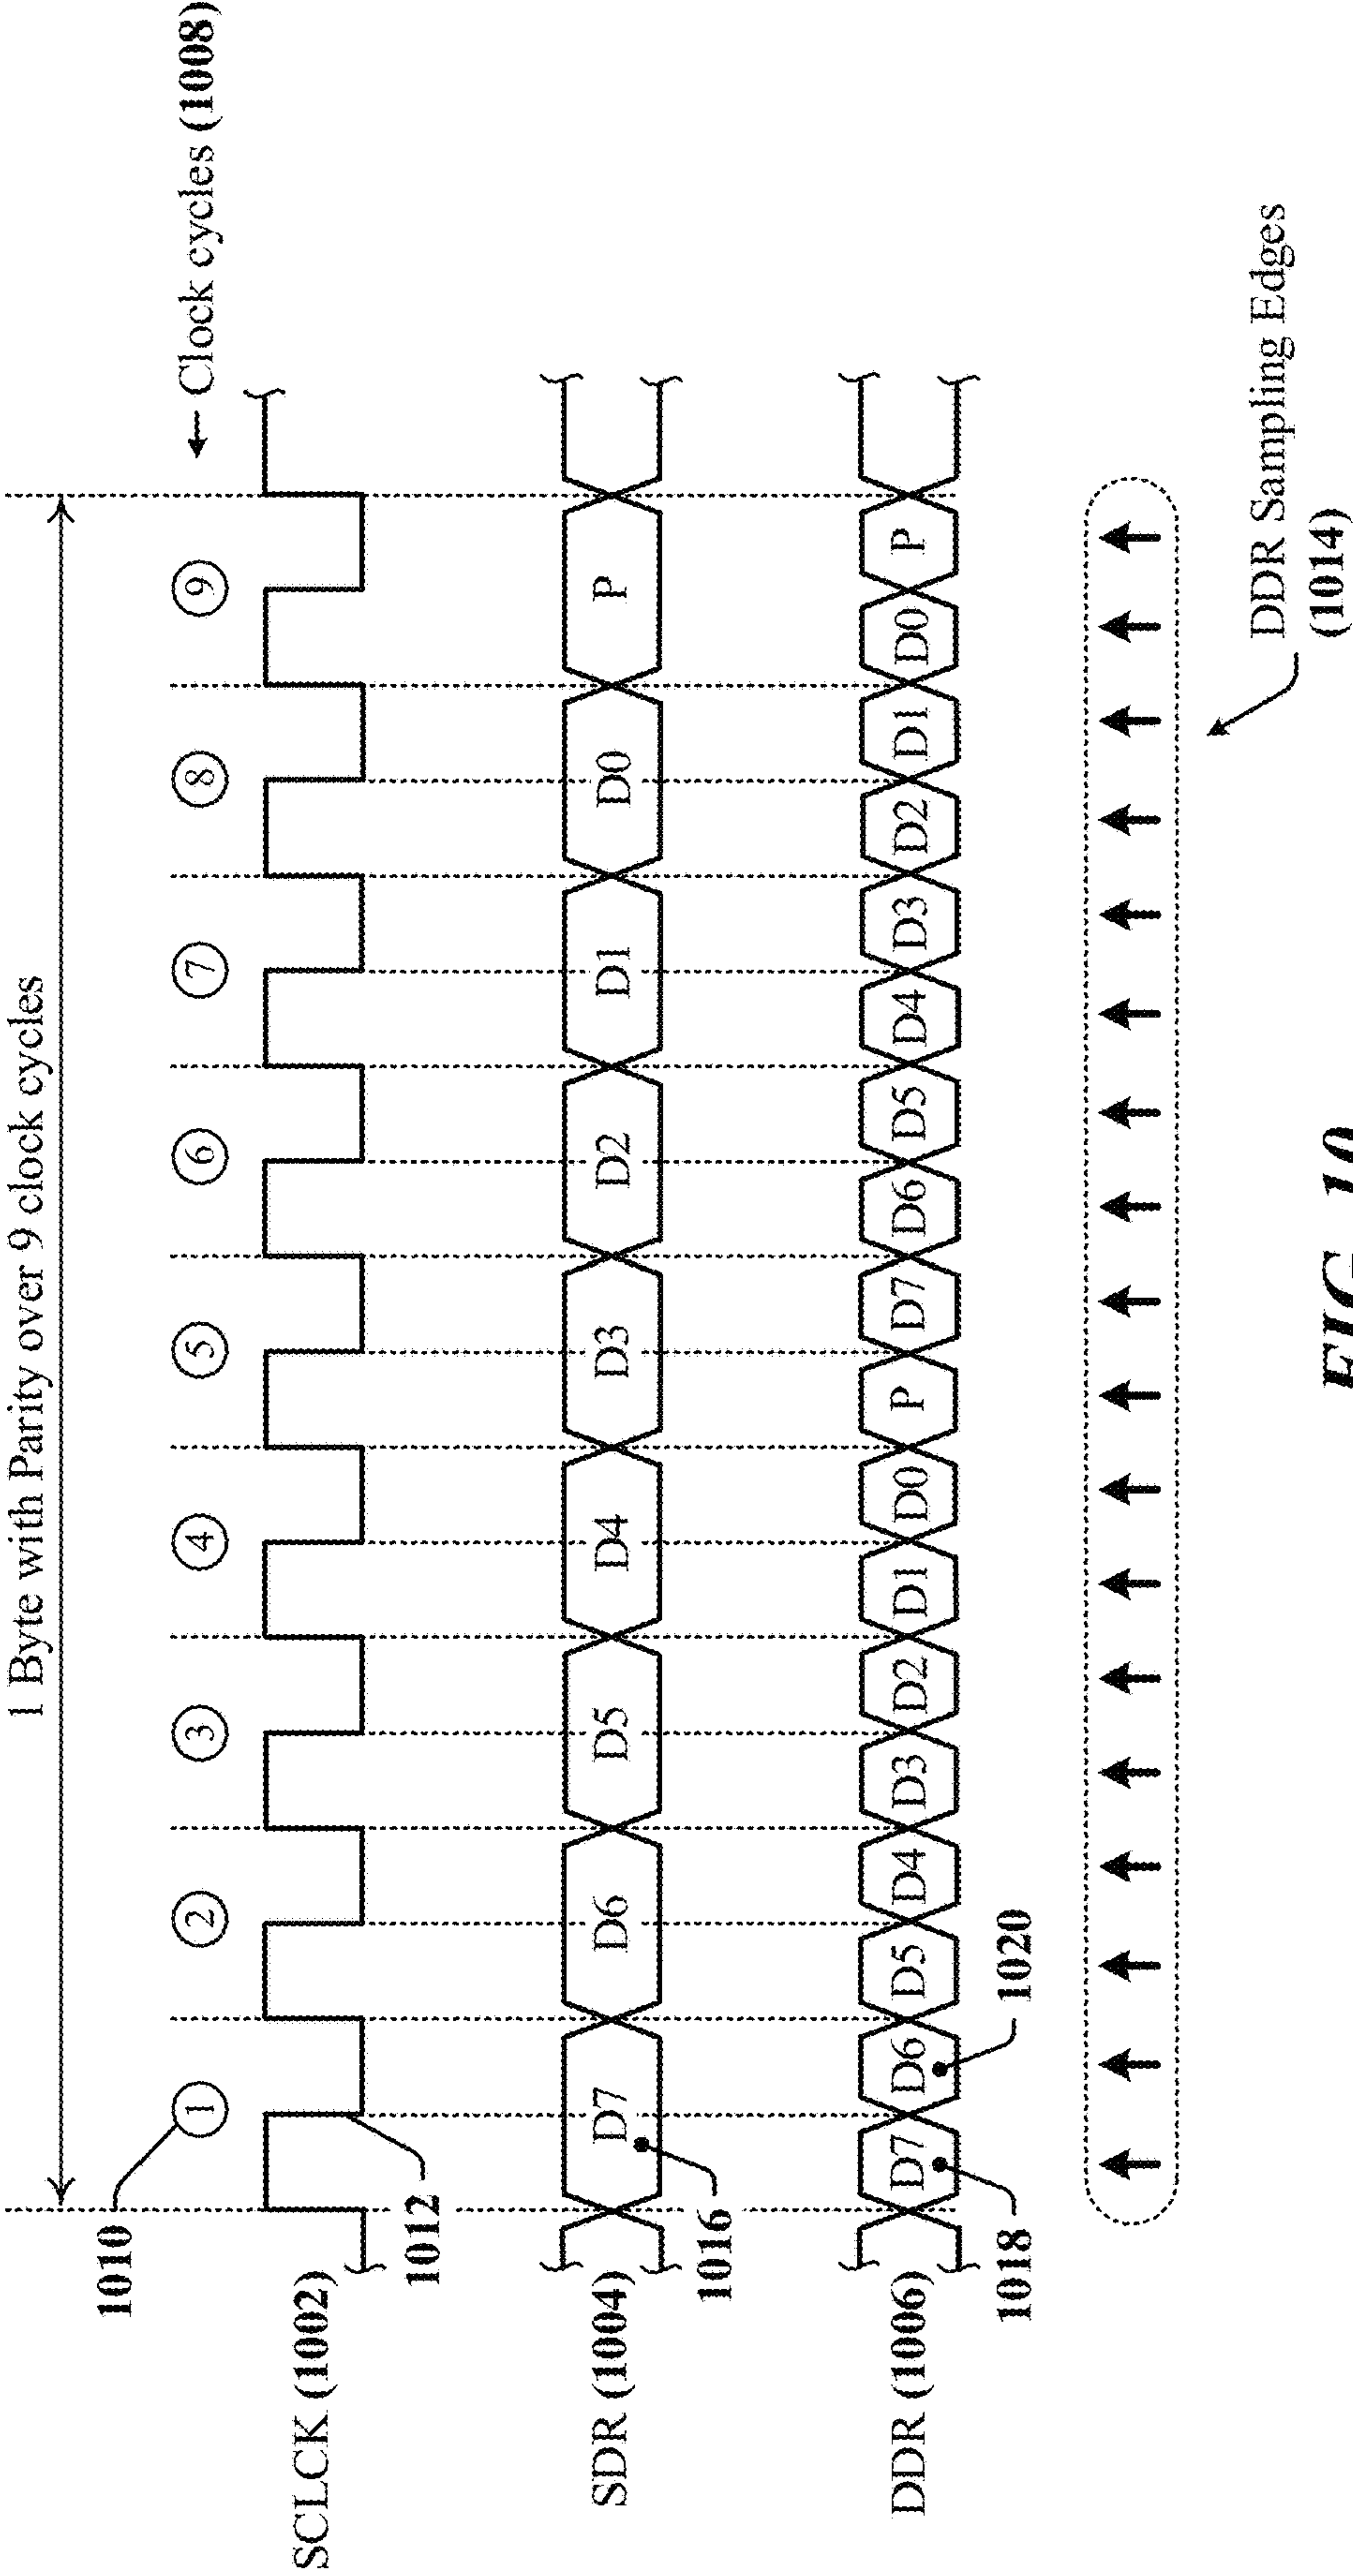 1 Byte with Parity over 9 clock cycles
1010
1 2 3 4 5 6 7 8 9
Clock cycles (1008)
SCLCK (1002)
1012
SDR (1004)
D7 D6 D5 D4 D3 D2 D1 D0 P
1016
DDR (1006)
D7 D6 D5 D4 D3 D2 D1 D0 P D7 D6 D5 D4 D3 D2 D1 D0 P
1018
1020
DDR Sampling Edges
(1014)
FIG. 10